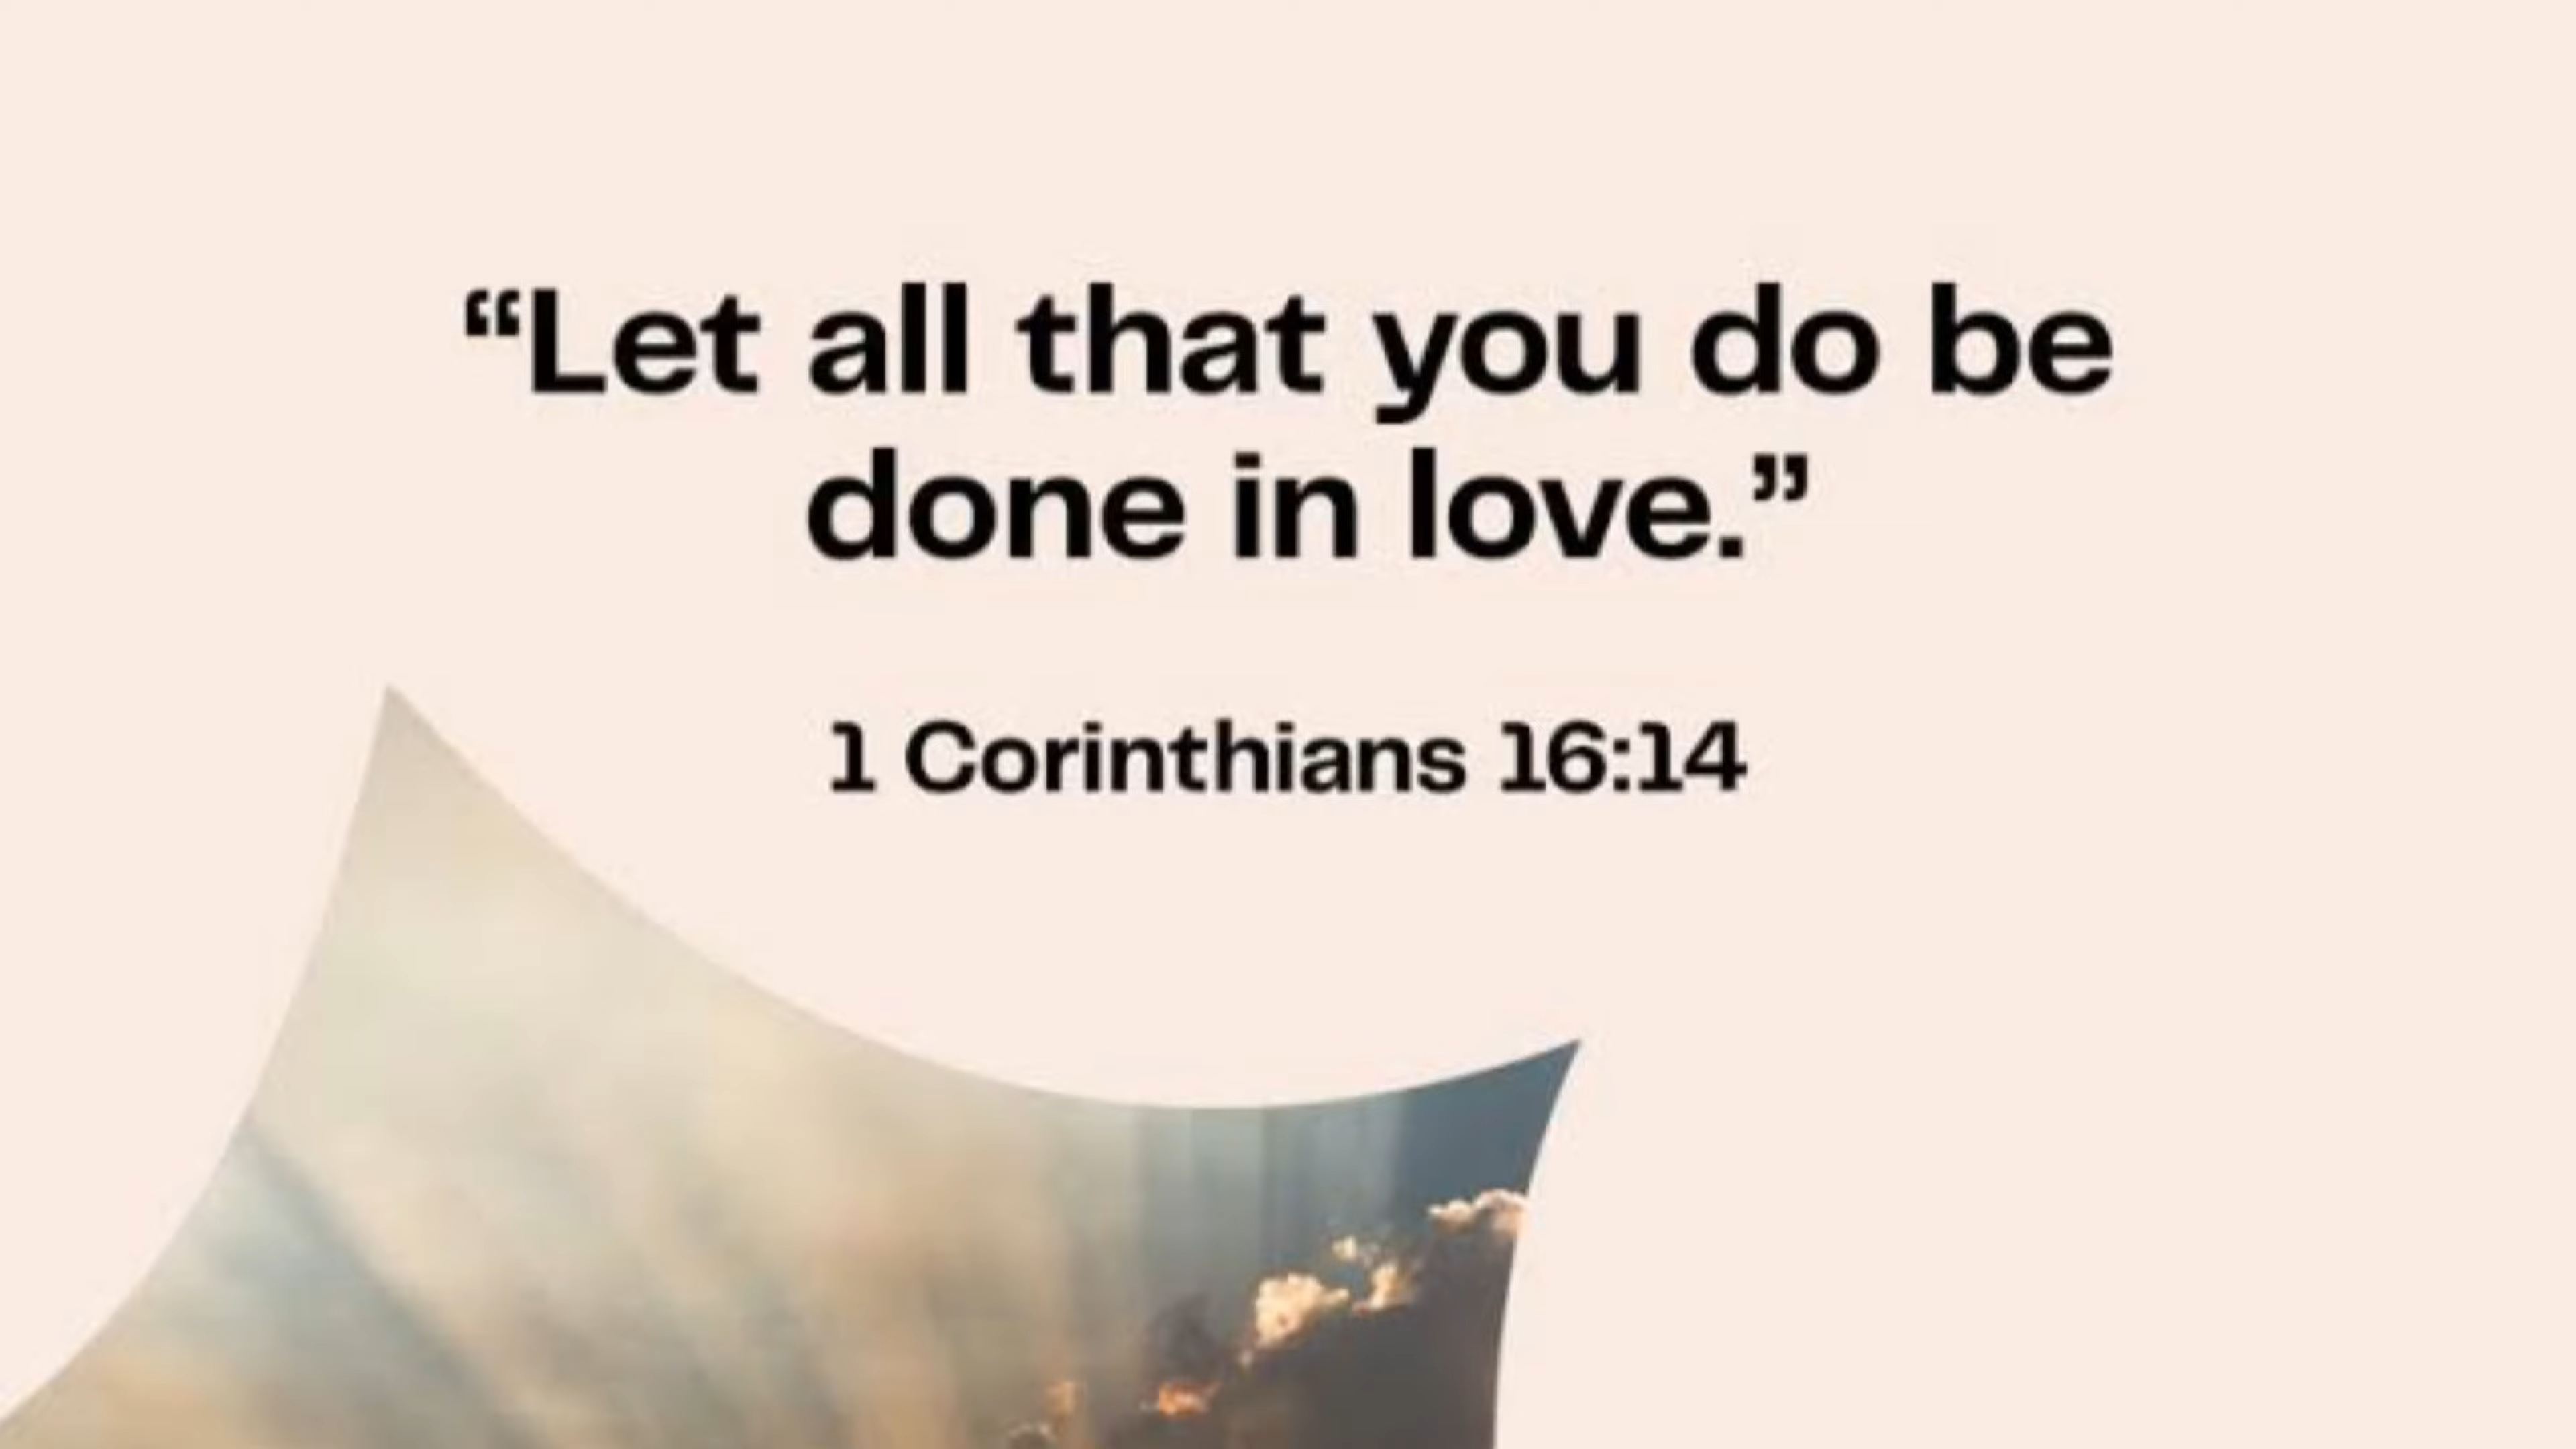 “Let all that you do be
done in love.”
1 Corinthians 16:14